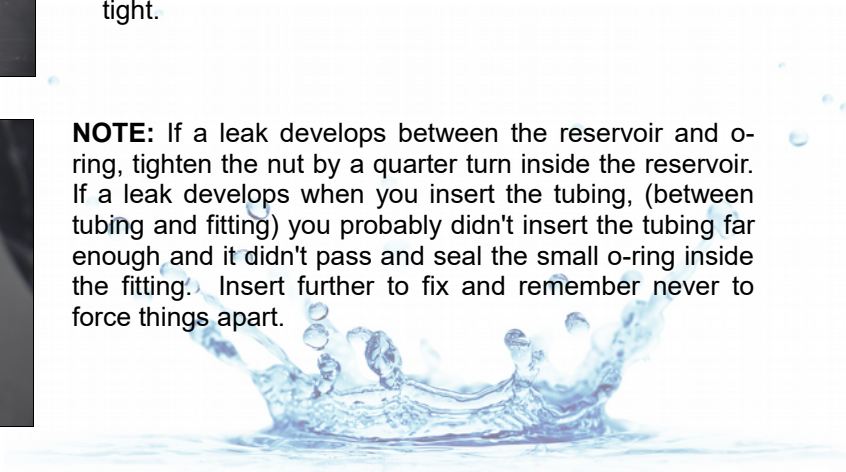 tight.
NOTE: If a leak develops between the reservoir and o-
ring, tighten the nut by a quarter turn inside the reservoir.
If a leak develops when you insert the tubing, (between
tubing and fitting) you probably didn't insert the tubing far
enough and it didn't pass and seal the small o-ring inside
the fitting. Insert further to fix and remember never to
force things apart.